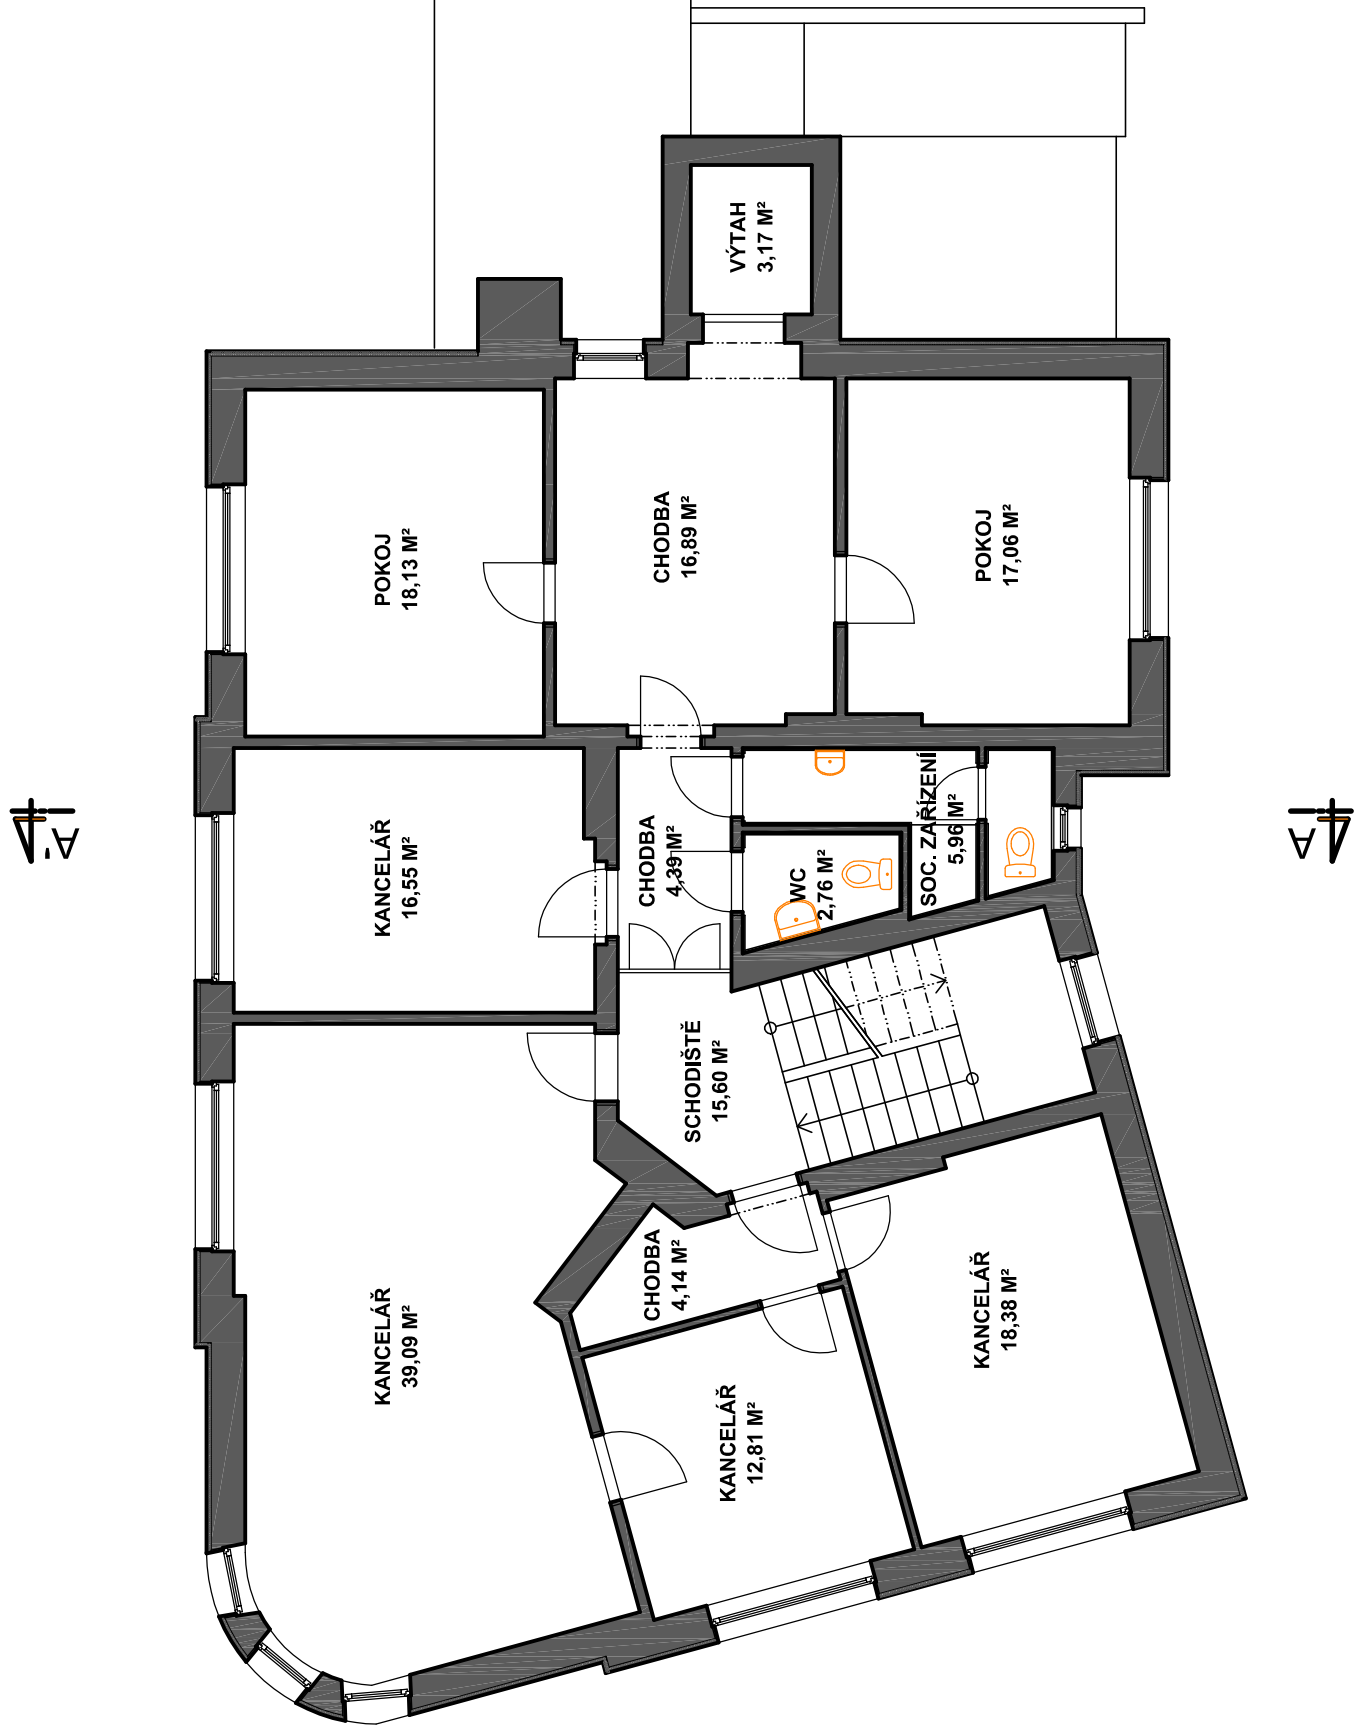 VÝTAH
3,17 M²
POKOJ
18,13 M²
CHODBA
16,89 M²
POKOJ
17,06 M²
KANCELÁŘ
16,55 M²
CHODBA
4,39 M²
WC
2,76 M²
SOC. ZAŘÍZENÍ
5,96 M²
A'
A
SCHODIŠTĚ
15,60 M²
KANCELÁŘ
39,09 M²
CHODBA
4,14 M²
KANCELÁŘ
12,81 M²
KANCELÁŘ
18,38 M²